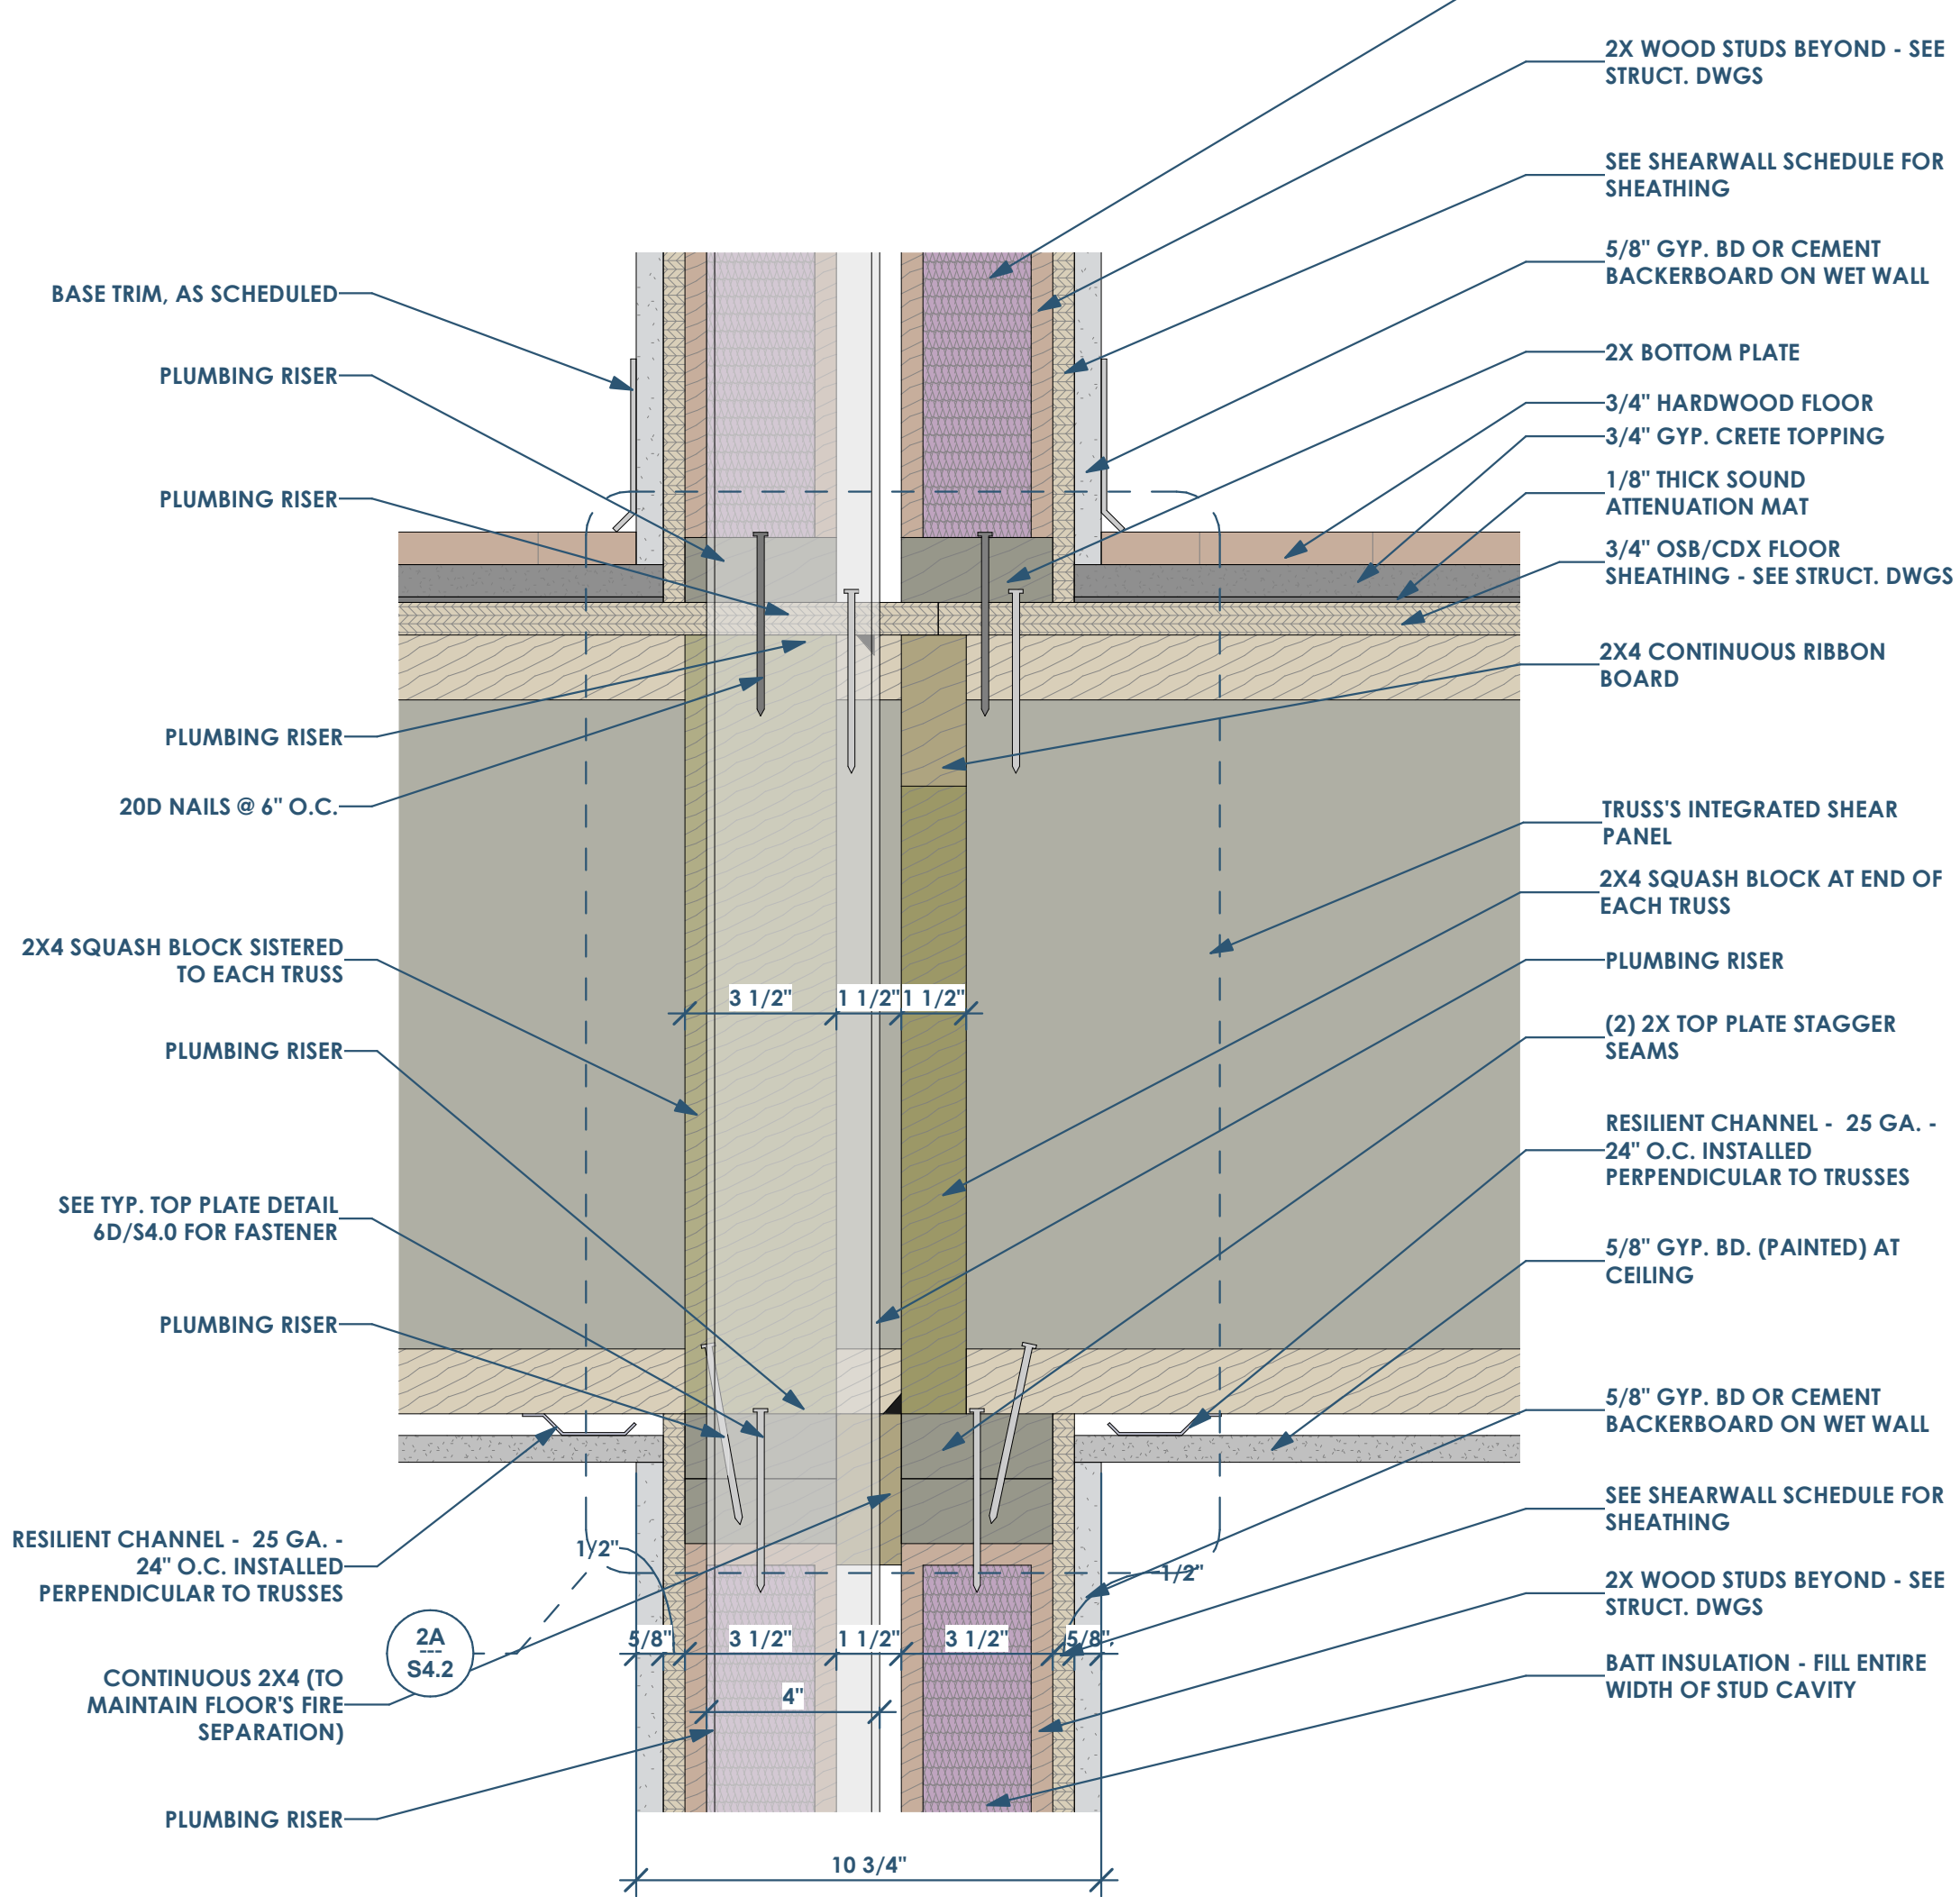 2X WOOD STUDS BEYOND - SEE
STRUCT. DWGS
SEE SHEARWALL SCHEDULE FOR
SHEATHING
5/8" GYP. BD OR CEMENT
BACKERBOARD ON WET WALL
2X BOTTOM PLATE
3/4" HARDWOOD FLOOR
3/4" GYP. CRETE TOPPING
1/8" THICK SOUND
ATTENUATION MAT
3/4" OSB/CDX FLOOR
SHEATHING - SEE STRUCT. DWGS
2X4 CONTINUOUS RIBBON
BOARD
TRUSS'S INTEGRATED SHEAR
PANEL
2X4 SQUASH BLOCK AT END OF
EACH TRUSS
PLUMBING RISER
(2) 2X TOP PLATE STAGGER
SEAMS
RESILIENT CHANNEL - 25 GA. -
24" O.C. INSTALLED
PERPENDICULAR TO TRUSSES
5/8" GYP. BD. (PAINTED) AT
CEILING
5/8" GYP. BD OR CEMENT
BACKERBOARD ON WET WALL
SEE SHEARWALL SCHEDULE FOR
SHEATHING
2X WOOD STUDS BEYOND - SEE
STRUCT. DWGS
BATT INSULATION - FILL ENTIRE
WIDTH OF STUD CAVITY
BASE TRIM, AS SCHEDULED
PLUMBING RISER
PLUMBING RISER
PLUMBING RISER
20D NAILS @ 6" O.C.
2X4 SQUASH BLOCK SISTERED
TO EACH TRUSS
PLUMBING RISER
SEE TYP. TOP PLATE DETAIL
6D/S4.0 FOR FASTENER
PLUMBING RISER
RESILIENT CHANNEL - 25 GA. -
24" O.C. INSTALLED
PERPENDICULAR TO TRUSSES
2A
---
S4.2
CONTINUOUS 2X4 (TO
MAINTAIN FLOOR'S FIRE
SEPARATION)
PLUMBING RISER
3 1/2" 1 1/2" 1 1/2"
1/2" 1/2"
5/8" 3 1/2" 1 1/2" 3 1/2" 5/8"
4"
10 3/4"